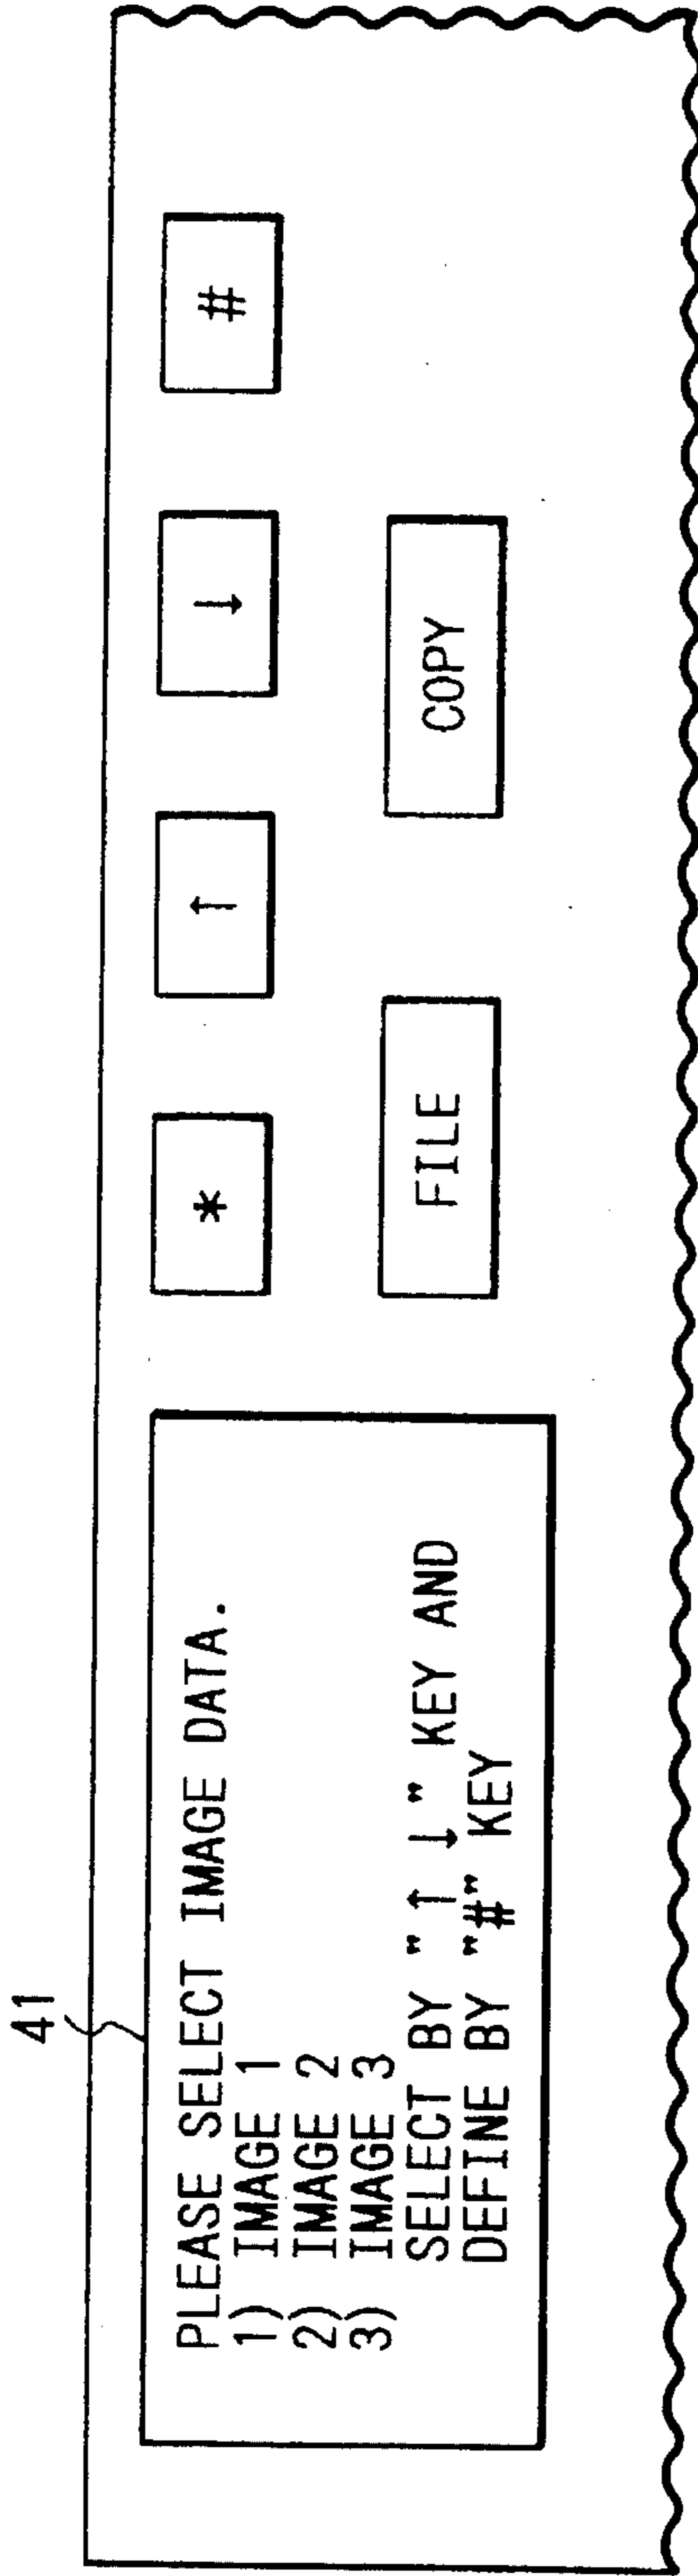 41
PLEASE SELECT IMAGE DATA.
1) IMAGE 1
2) IMAGE 2
3) IMAGE 3
SELECT BY "↑ ↓" KEY AND
DEFINE BY "#" KEY
*
↑
↓
#
FILE
COPY